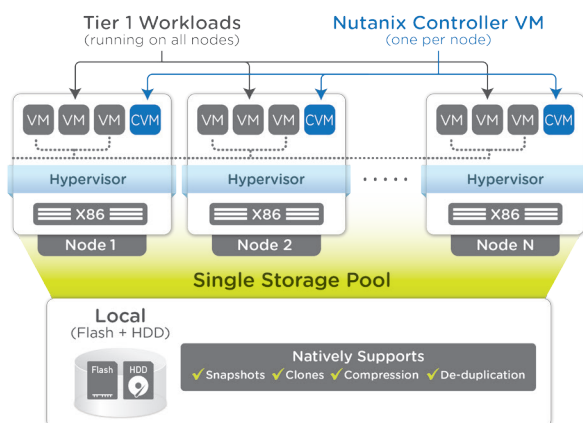 Tier 1 Workloads
(running on all nodes)
Nutanix Controller VM
(one per node)
VM VM VM CVM
VM VM VM CVM
VM VM VM CVM
Hypervisor
Hypervisor
Hypervisor
X86
X86
X86
Node 1
Node 2
Node N
Single Storage Pool
Local
(Flash + HDD)
Flash
HDD
Natively Supports
✓Snapshots ✓Clones ✓Compression ✓De-duplication